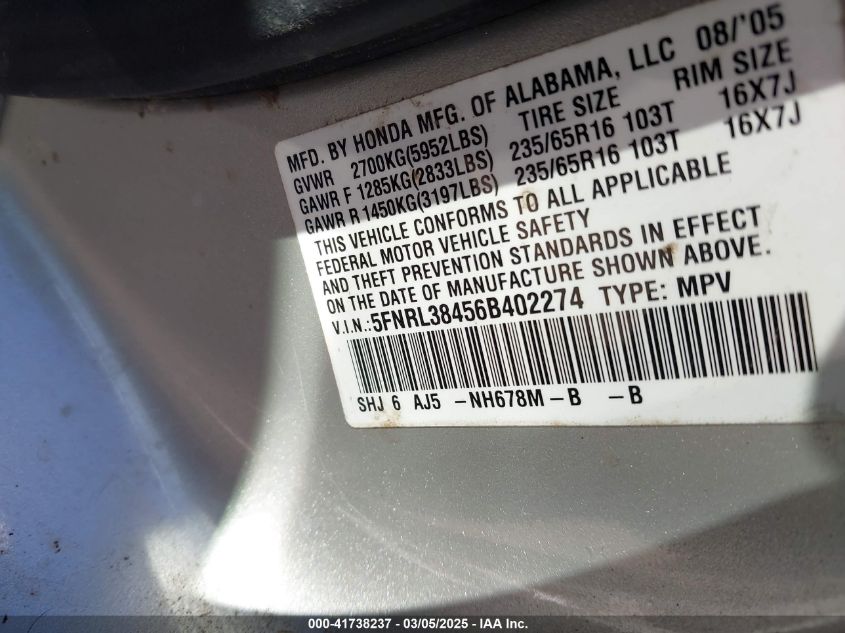 MFD. BY HONDA MFG. OF ALABAMA, LLC 08/'05
GVWR 2700KG(5952LBS) TIRE SIZE RIM SIZE
GAWR F 1285KG(2833LBS) 235/65R16 103T 16X7J
GAWR R 1450KG(3197LBS) 235/65R16 103T 16X7J
THIS VEHICLE CONFORMS TO ALL APPLICABLE
FEDERAL MOTOR VEHICLE SAFETY
AND THEFT PREVENTION STANDARDS IN EFFECT
ON THE DATE OF MANUFACTURE SHOWN ABOVE.
V.I.N.:5FNRL38456B402274 TYPE: MPV
SHJ 6 AJ5 -NH678M-B -B
000-41738237 - 03/05/2025 - IAA Inc.